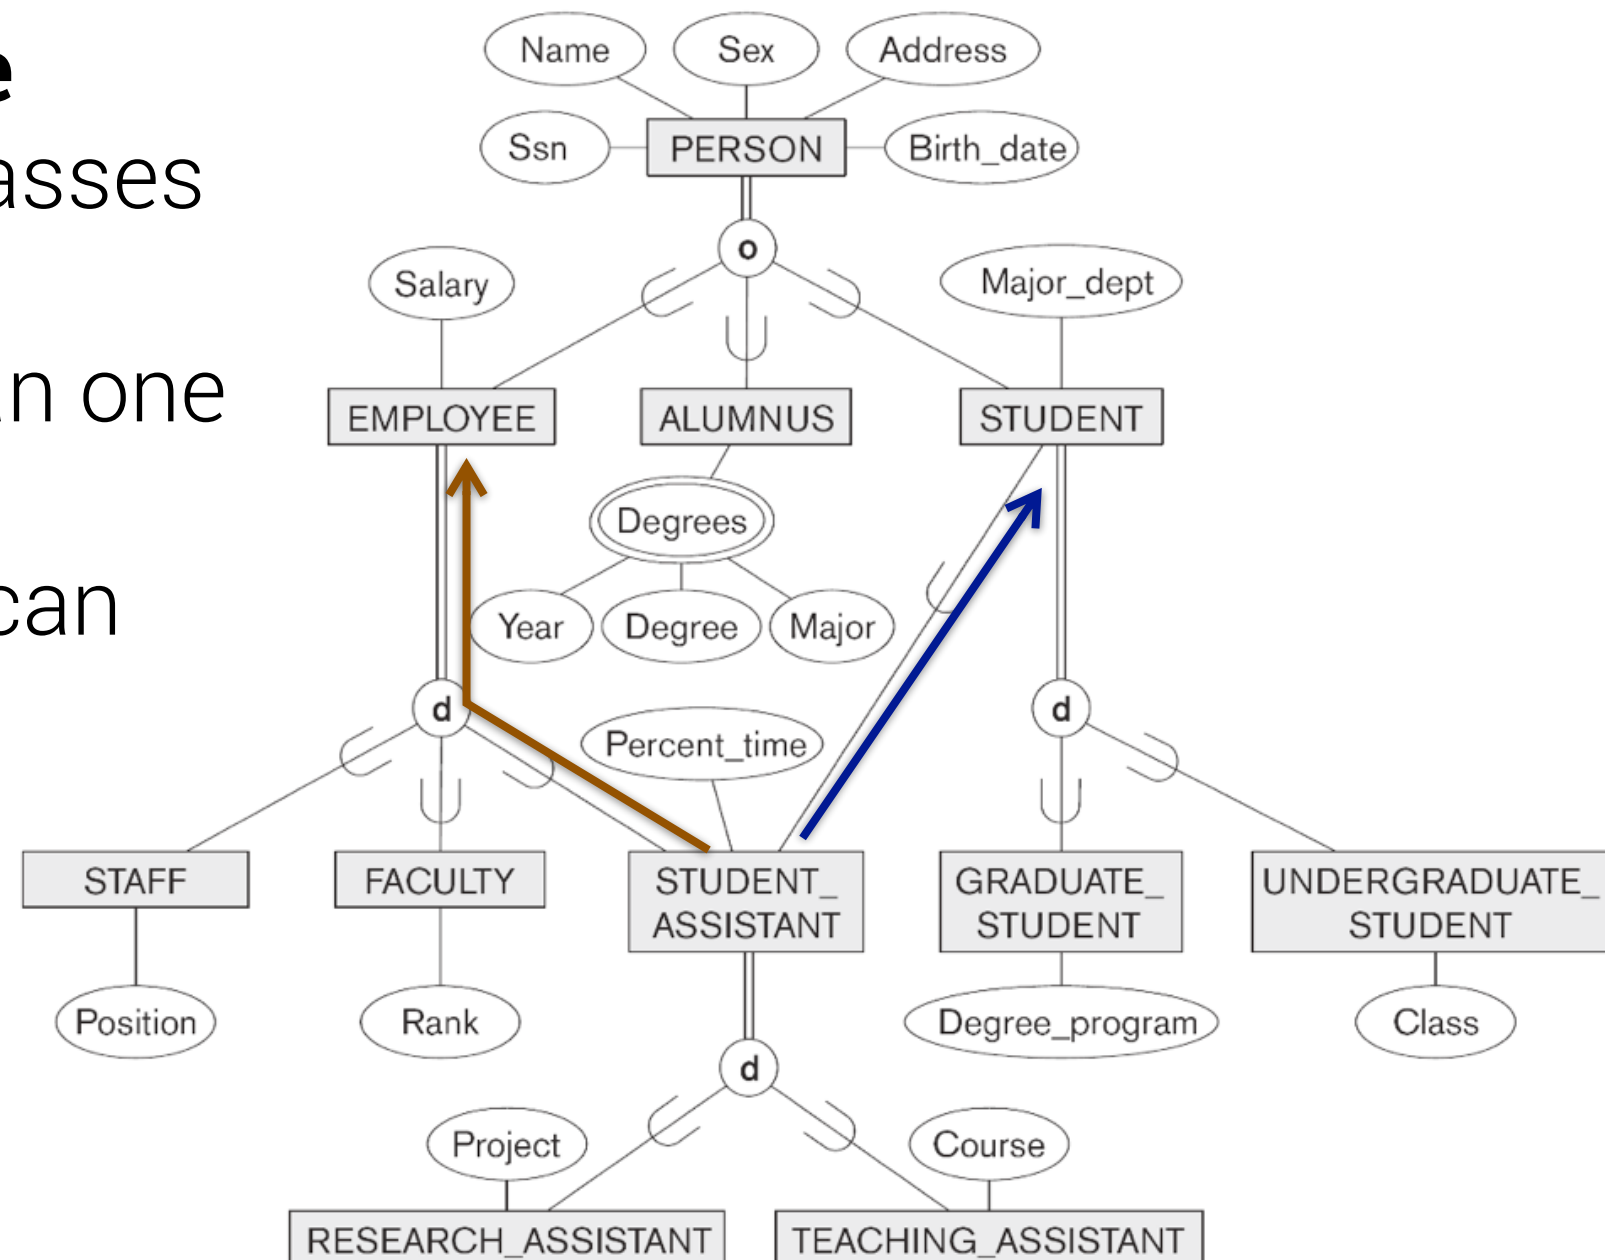 e
asses
n one
can
Name
Sex
Address
Ssn
PERSON
Birth_date
o
Salary
Major_dept
EMPLOYEE
ALUMNUS
STUDENT
Degrees
Year
Degree
Major
d
d
Percent_time
STAFF
FACULTY
STUDENT_
ASSISTANT
GRADUATE_
STUDENT
UNDERGRADUATE_
STUDENT
Position
Rank
Degree_program
Class
d
Project
Course
RESEARCH_ASSISTANT
TEACHING_ASSISTANT